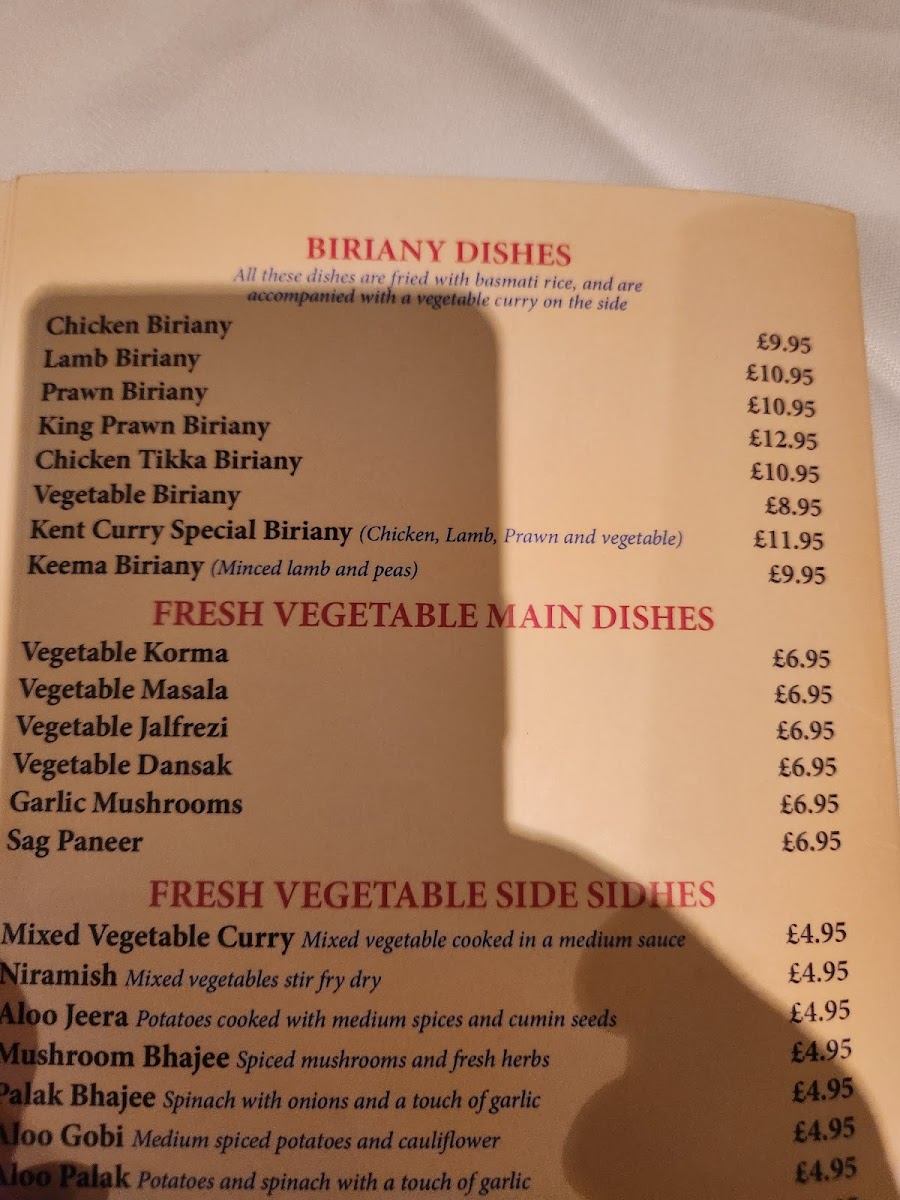 BIRIANY DISHES
All these dishes are fried with basmati rice, and are
accompanied with a vegetable curry on the side
Chicken Biriany £9.95
Lamb Biriany £10.95
Prawn Biriany £10.95
King Prawn Biriany £12.95
Chicken Tikka Biriany £10.95
Vegetable Biriany £8.95
Kent Curry Special Biriany (Chicken, Lamb, Prawn and vegetable) £11.95
Keema Biriany (Minced lamb and peas) £9.95
FRESH VEGETABLE MAIN DISHES
Vegetable Korma £6.95
Vegetable Masala £6.95
Vegetable Jalfrezi £6.95
Vegetable Dansak £6.95
Garlic Mushrooms £6.95
Sag Paneer £6.95
FRESH VEGETABLE SIDE SIDHES
Mixed Vegetable Curry Mixed vegetable cooked in a medium sauce £4.95
Niramish Mixed vegetables stir fry dry £4.95
Aloo Jeera Potatoes cooked with medium spices and cumin seeds £4.95
Mushroom Bhajee Spiced mushrooms and fresh herbs £4.95
Palak Bhajee Spinach with onions and a touch of garlic £4.95
Aloo Gobi Medium spiced potatoes and cauliflower £4.95
Aloo Palak Potatoes and spinach with a touch of garlic £4.95